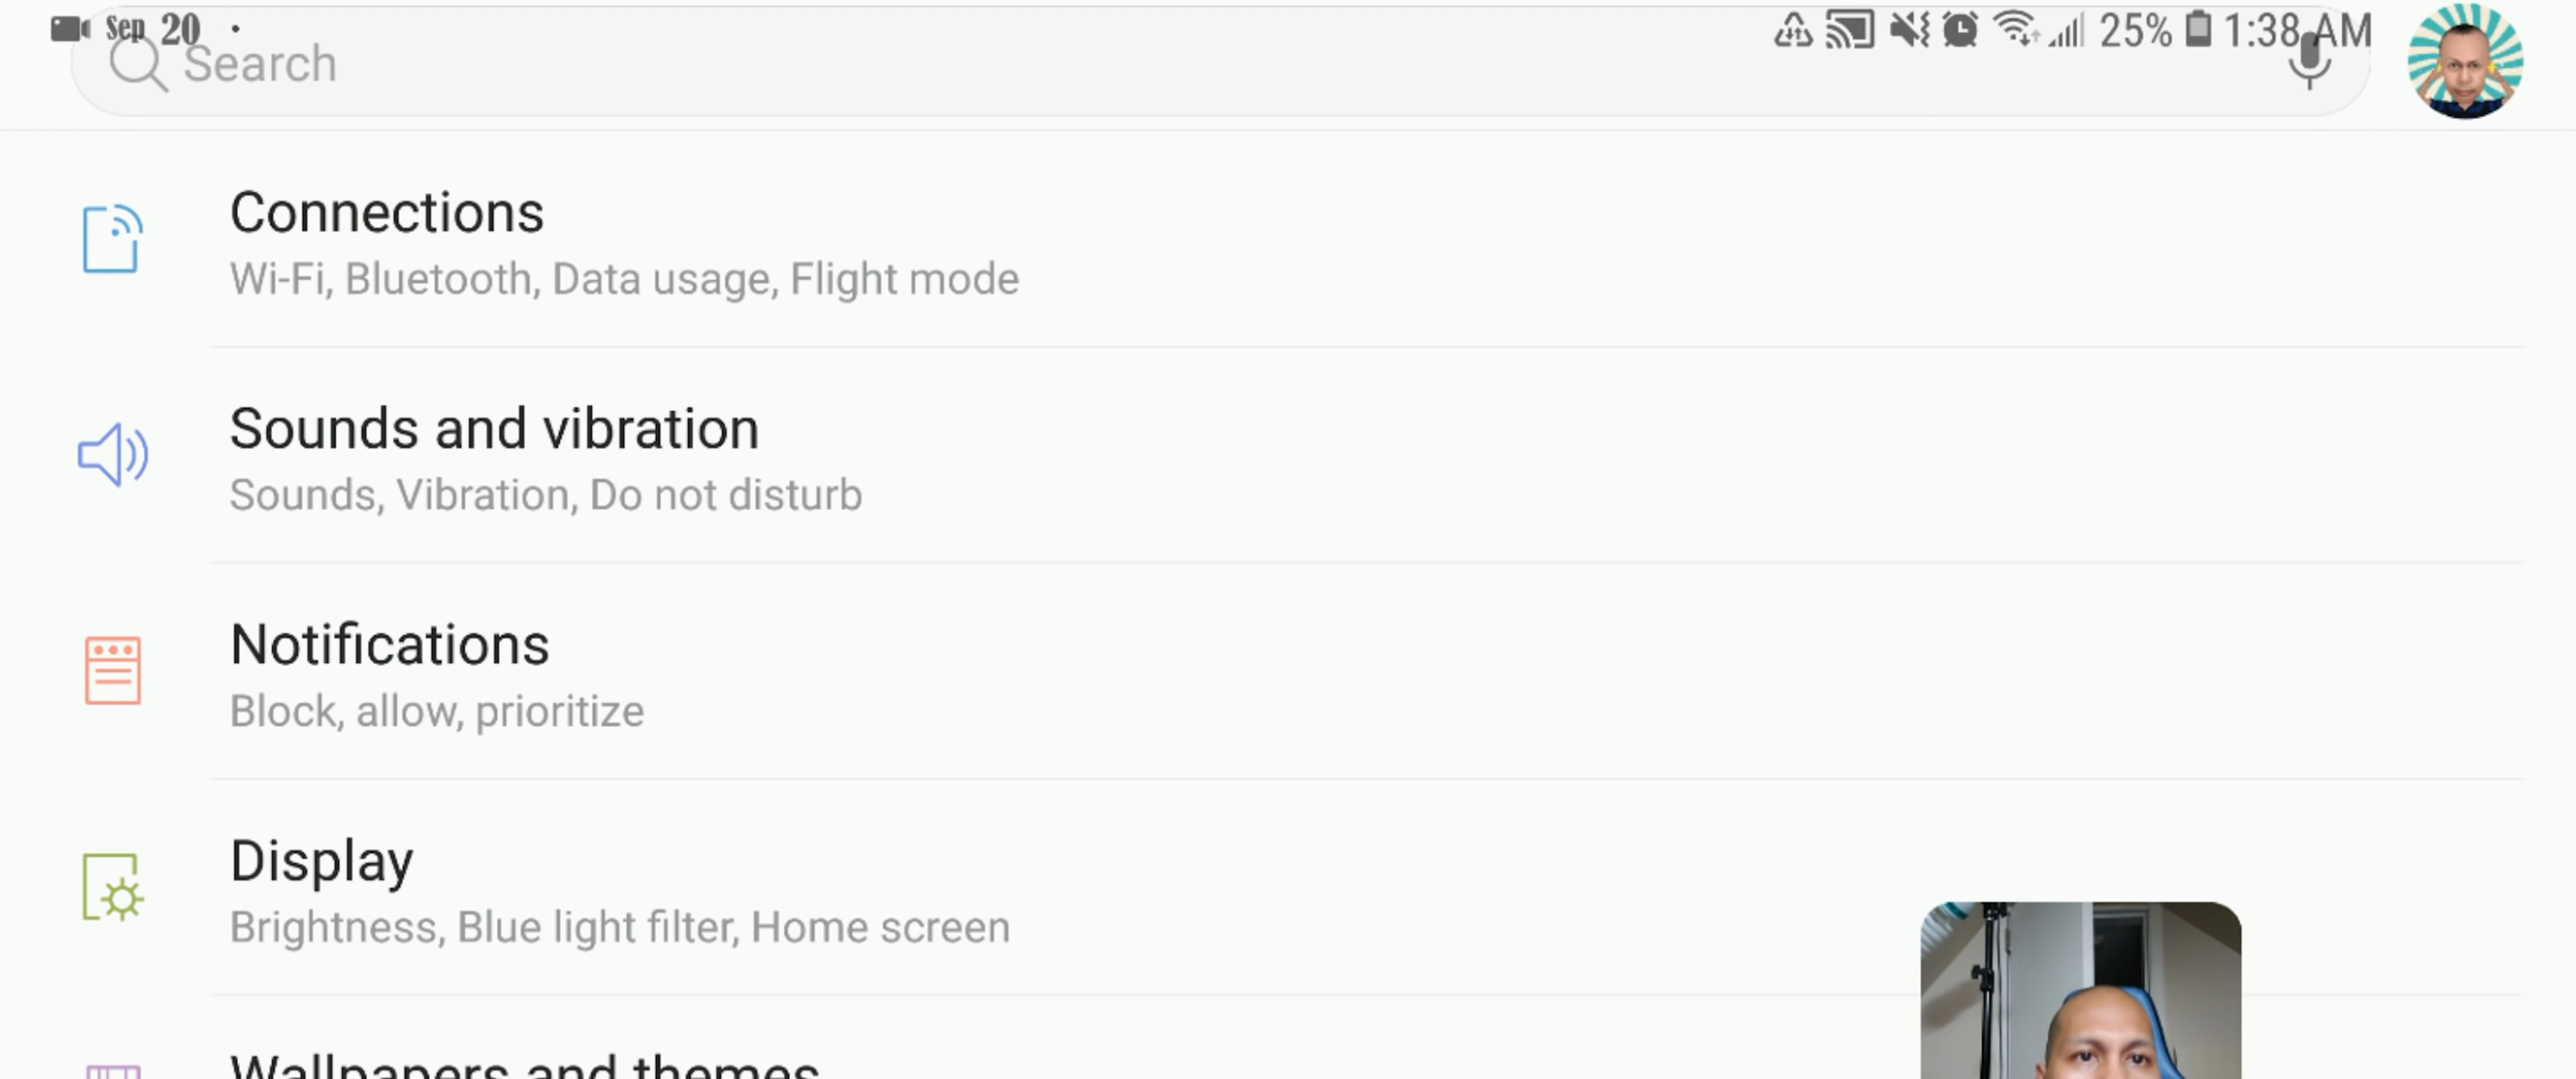 Sep 20
25% 1:38 AM
Search
Connections
Wi-Fi, Bluetooth, Data usage, Flight mode
Sounds and vibration
Sounds, Vibration, Do not disturb
Notifications
Block, allow, prioritize
Display
Brightness, Blue light filter, Home screen
Wallpapers and themes